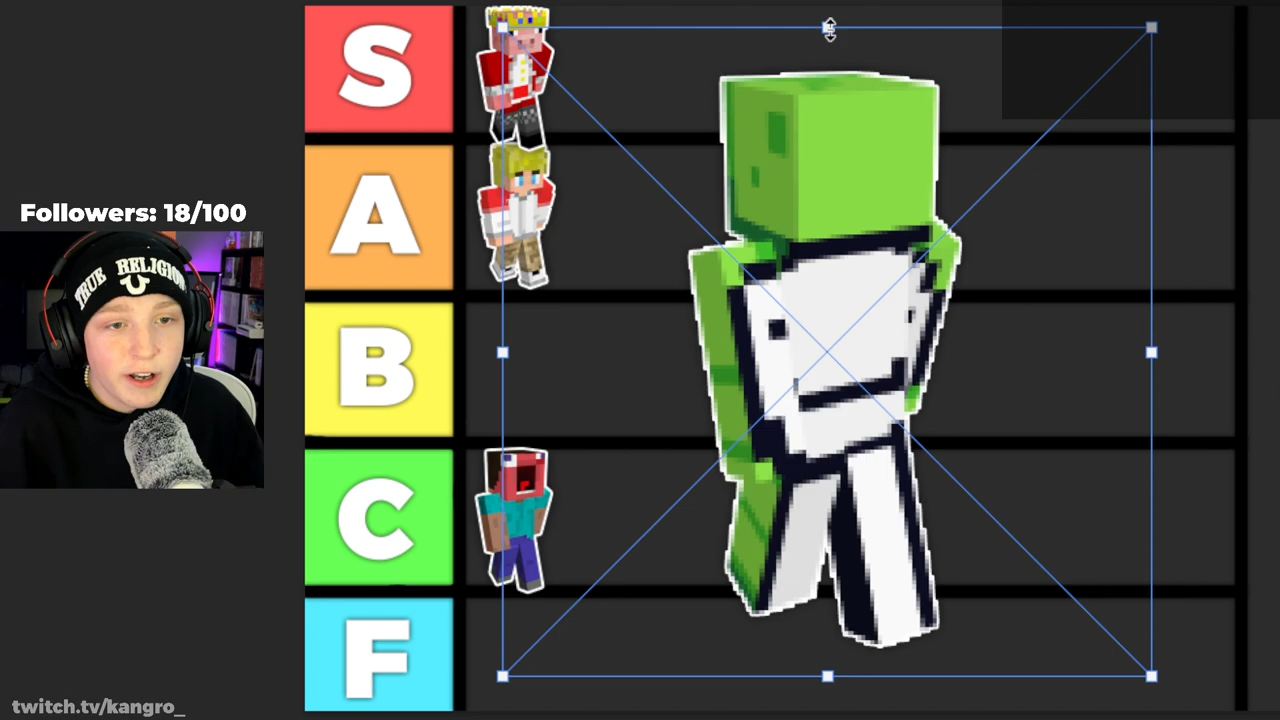 S
A
Followers: 18/100
TRUE RELIGION
B
C
F
twitch.tv/kangro_